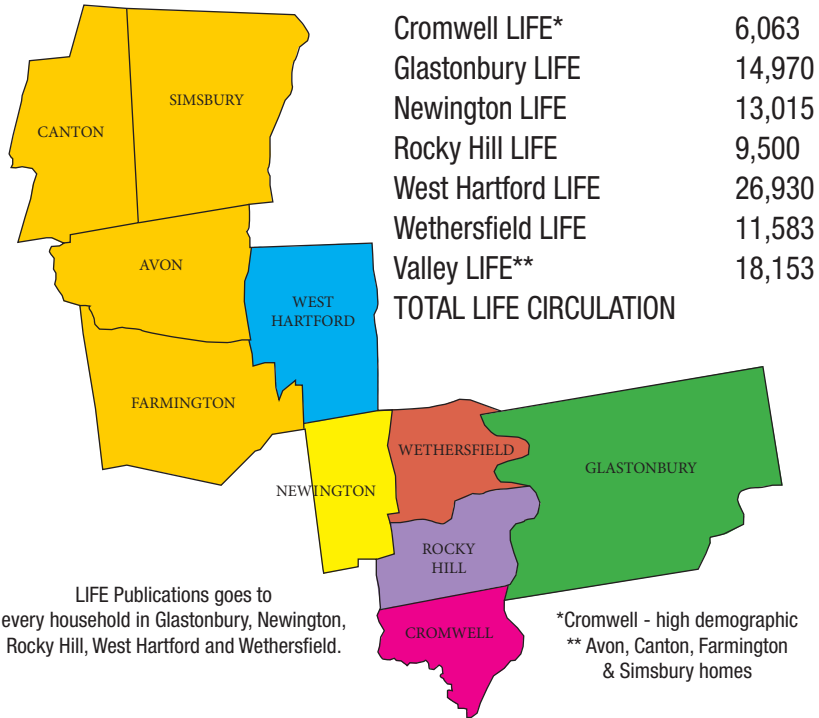 Cromwell LIFE* 6,063
Glastonbury LIFE 14,970
Newington LIFE 13,015
Rocky Hill LIFE 9,500
West Hartford LIFE 26,930
Wethersfield LIFE 11,583
Valley LIFE** 18,153
TOTAL LIFE CIRCULATION
SIMSBURY
CANTON
AVON
WEST
HARTFORD
FARMINGTON
WETHERSFIELD
GLASTONBURY
NEWINGTON
ROCKY
HILL
CROMWELL
LIFE Publications goes to
every household in Glastonbury, Newington,
Rocky Hill, West Hartford and Wethersfield.
*Cromwell - high demographic
** Avon, Canton, Farmington
& Simsbury homes